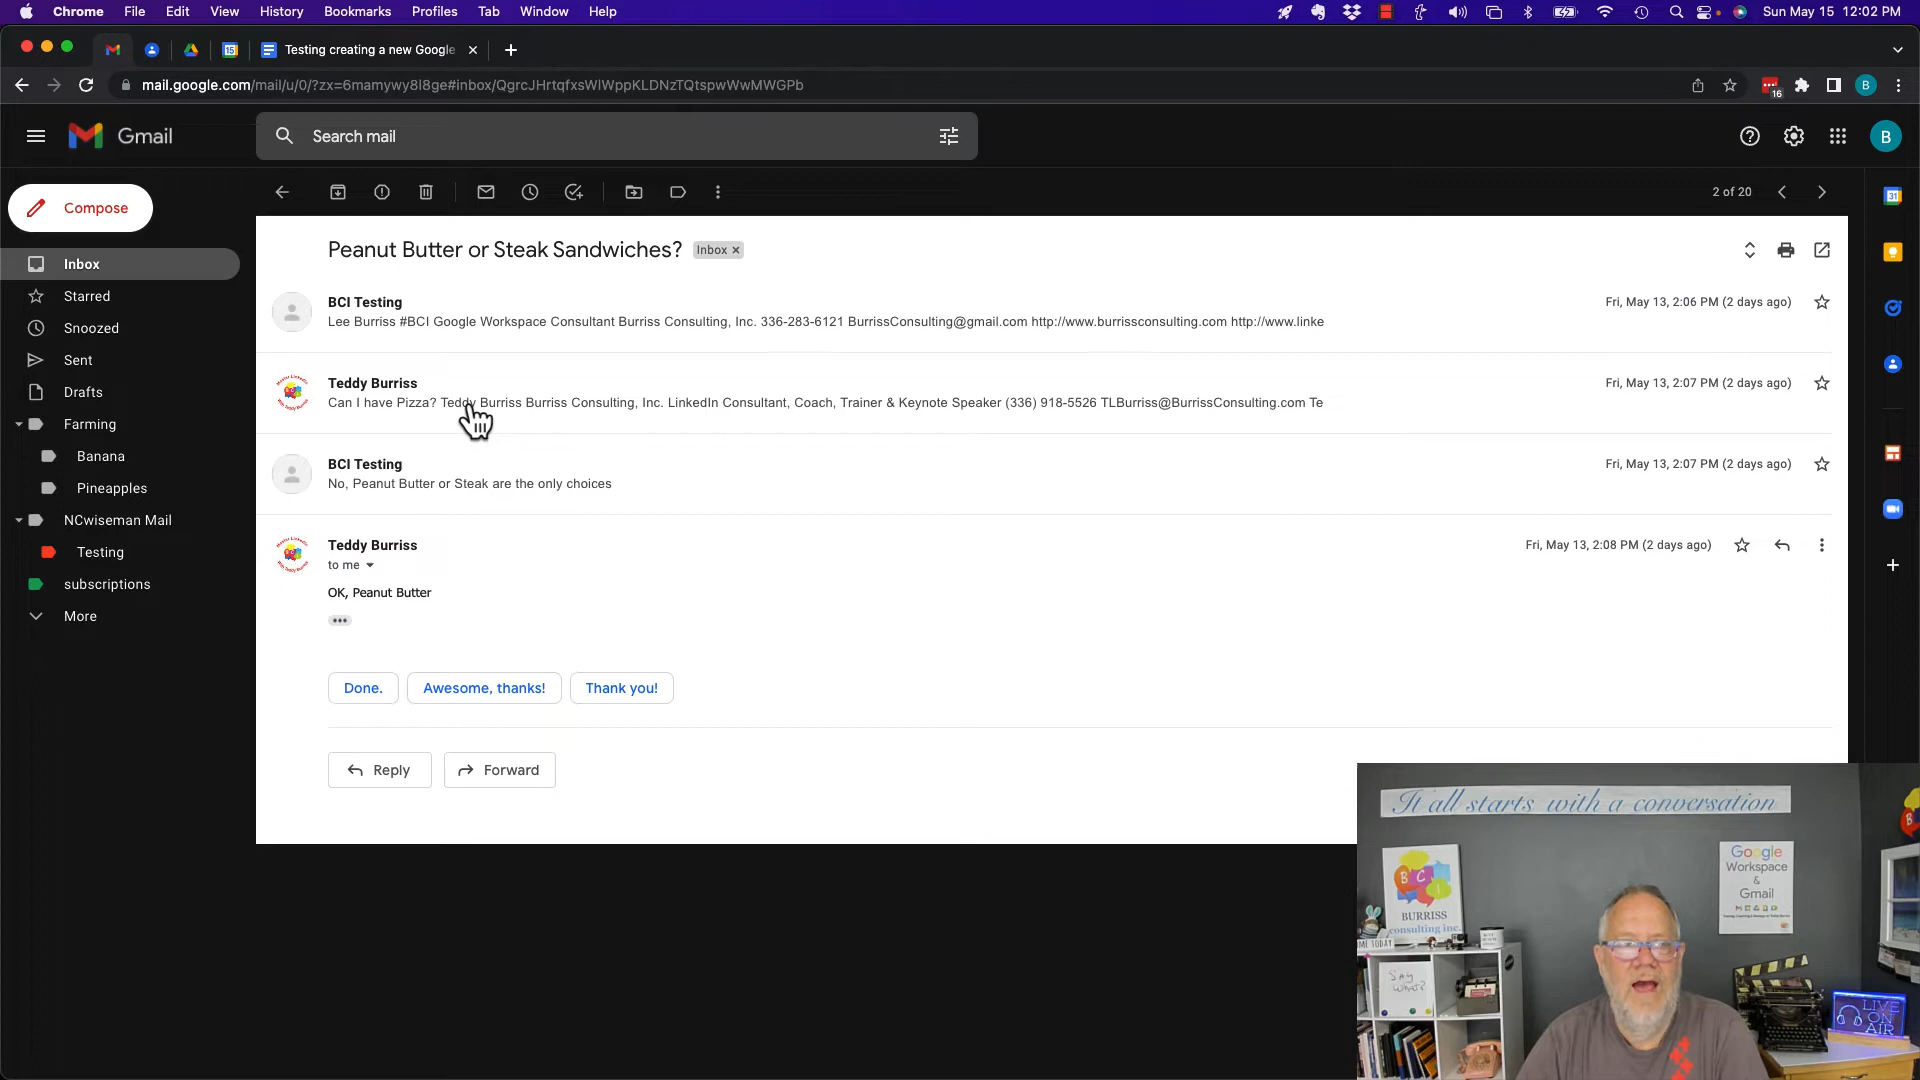 Chrome File Edit View History Bookmarks Profiles Tab Window Help
Sun May 15 12:02 PM
15
Testing creating a new Google
mail.google.com/mail/u/0/?zx=6mamywy8l8ge#inbox/QgrcJHrtqfxsWlWppKLDNzTQtspwWwMWGPb
16
B
Gmail
Search mail
B
Compose
2 of 20
31
Inbox
Starred
Snoozed
Sent
Drafts
Farming
Banana
Pineapples
NCwiseman Mail
Testing
subscriptions
More
Peanut Butter or Steak Sandwiches? Inbox
BCI Testing
Fri, May 13, 2:06 PM (2 days ago)
Lee Burriss #BCI Google Workspace Consultant Burriss Consulting, Inc. 336-283-6121 BurrissConsulting@gmail.com http://www.burrissconsulting.com http://www.linke
Teddy Burriss
Fri, May 13, 2:07 PM (2 days ago)
Can I have Pizza? Teddy Burriss Burriss Consulting, Inc. LinkedIn Consultant, Coach, Trainer & Keynote Speaker (336) 918-5526 TLBurriss@BurrissConsulting.com Te
BCI Testing
Fri, May 13, 2:07 PM (2 days ago)
No, Peanut Butter or Steak are the only choices
Teddy Burriss
Fri, May 13, 2:08 PM (2 days ago)
to me
OK, Peanut Butter
Done. Awesome, thanks! Thank you!
Reply Forward
It all starts with a conversation
BCI
BURRISS
consulting inc.
Google
Workspace
&
Gmail
SAY
WHAT?
LIVE
ON AIR